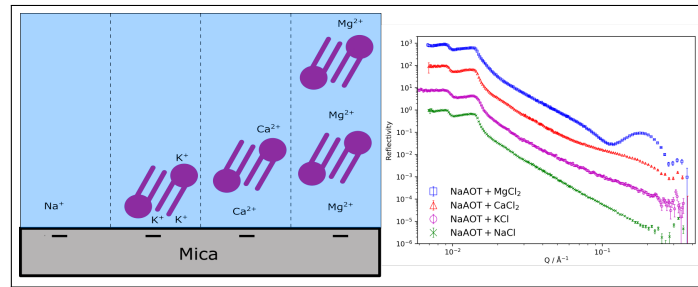 Mg²⁺
K⁺
Ca²⁺
Mg²⁺
Na⁺
K⁺ K⁺
Ca²⁺
Mg²⁺
Mica
Reflectivity
10³
10²
10¹
10⁰
10⁻¹
10⁻²
10⁻³
10⁻⁴
10⁻⁵
10⁻⁶
NaAOT + MgCl₂
NaAOT + CaCl₂
NaAOT + KCl
NaAOT + NaCl
10⁻² 10⁻¹ 10⁰
Q / Å⁻¹